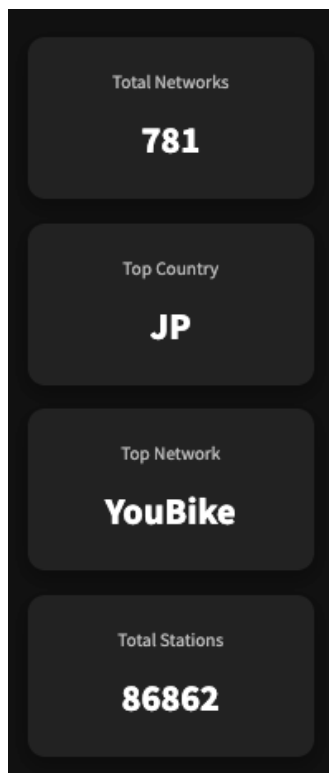 Total Networks
781
Top Country
JP
Top Network
YouBike
Total Stations
86862